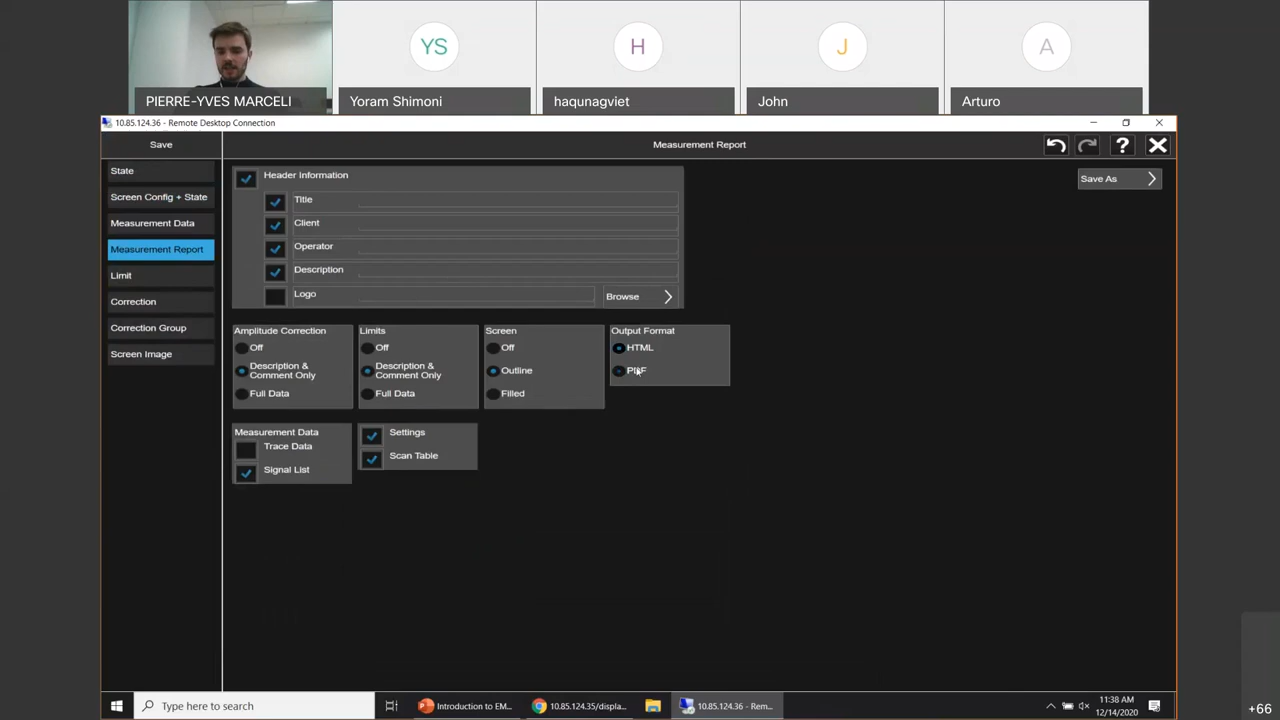 YS
H
J
A
PIERRE-YVES MARCELI
Yoram Shimoni
haqunagviet
John
Arturo
10.85.124.36 - Remote Desktop Connection
Save
Measurement Report
?
State
Screen Config + State
Measurement Data
Measurement Report
Limit
Correction
Correction Group
Screen Image
Header Information
Title
Client
Operator
Description
Logo
Browse
Save As
Amplitude Correction
Off
Description &
Comment Only
Full Data
Limits
Off
Description &
Comment Only
Full Data
Screen
Off
Outline
Filled
Output Format
HTML
PDF
Measurement Data
Trace Data
Signal List
Settings
Scan Table
Type here to search
Introduction to EM...
10.85.124.35/displa...
10.85.124.36 - Rem...
11:38 AM
12/14/2020
+66